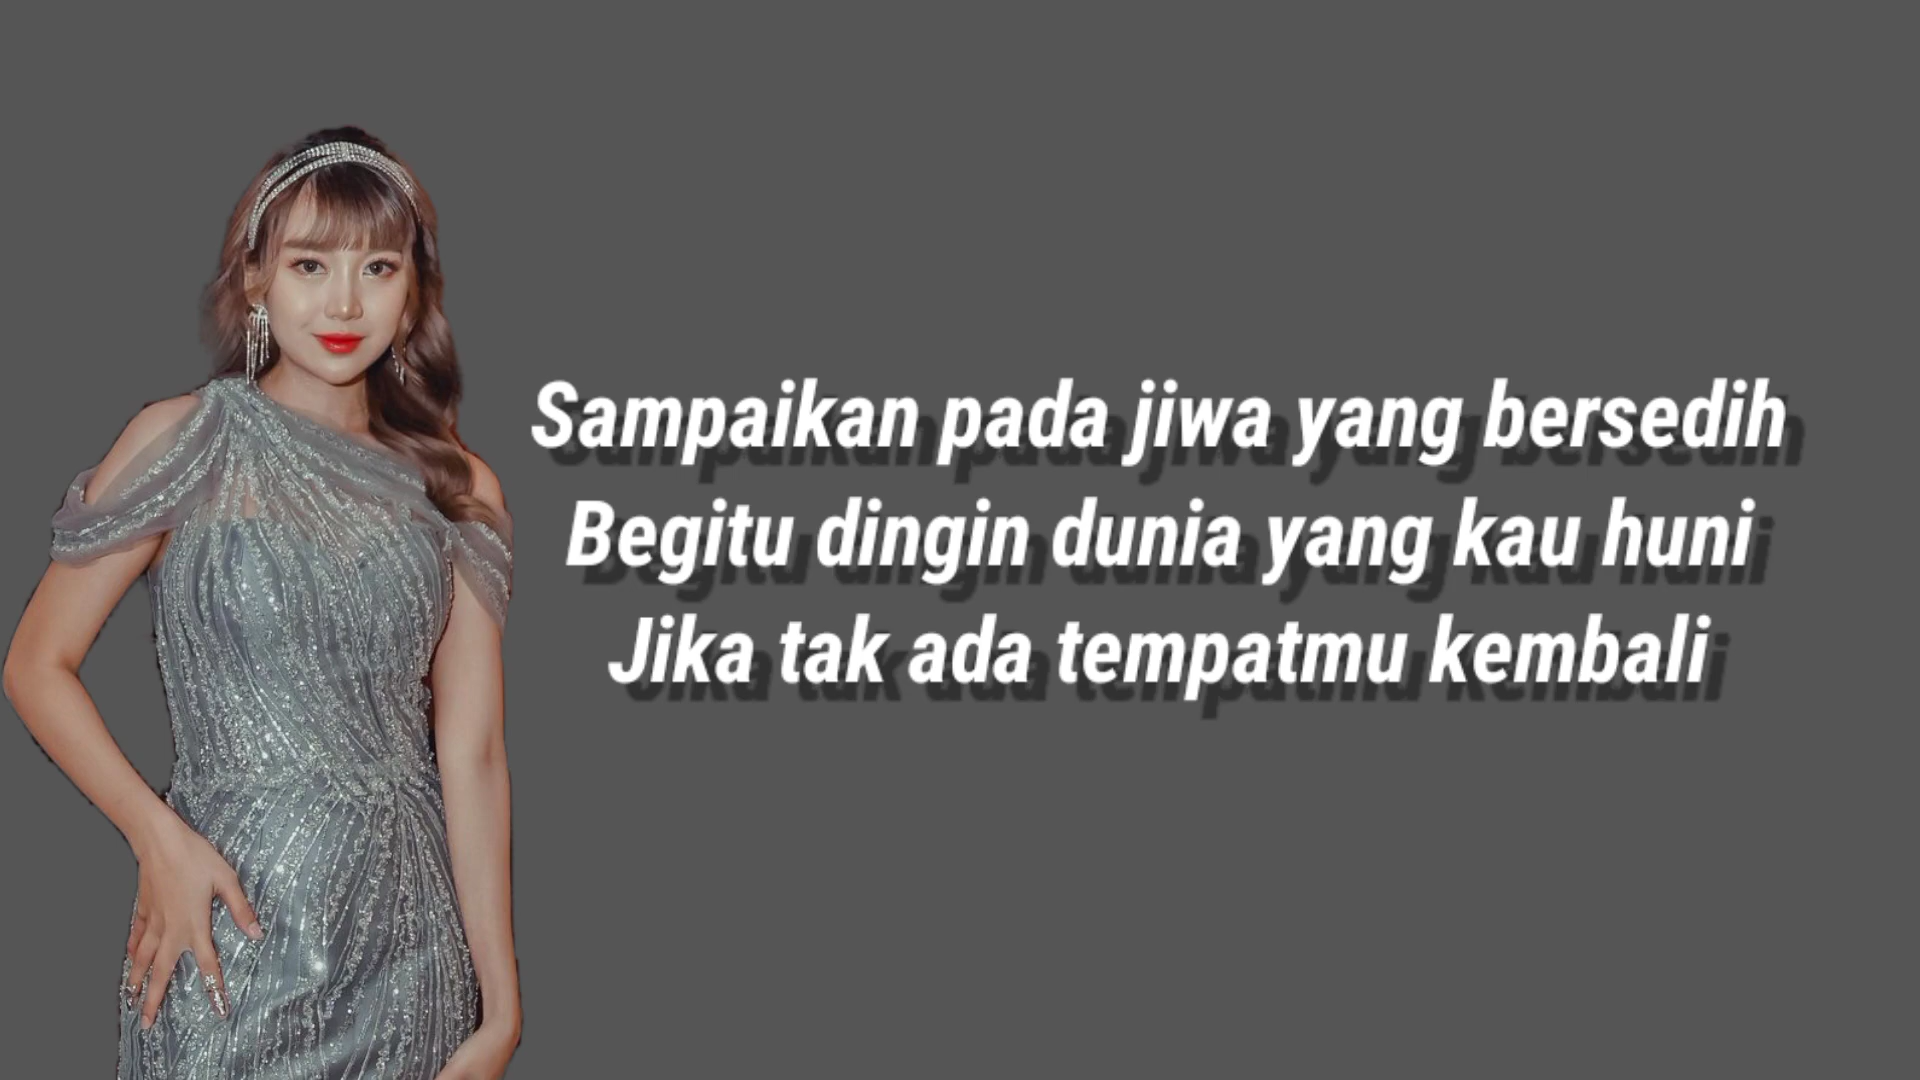 Sampaikan pada jiwa yang bersedih
Begitu dingin dunia yang kau huni
Jika tak ada tempatmu kembali